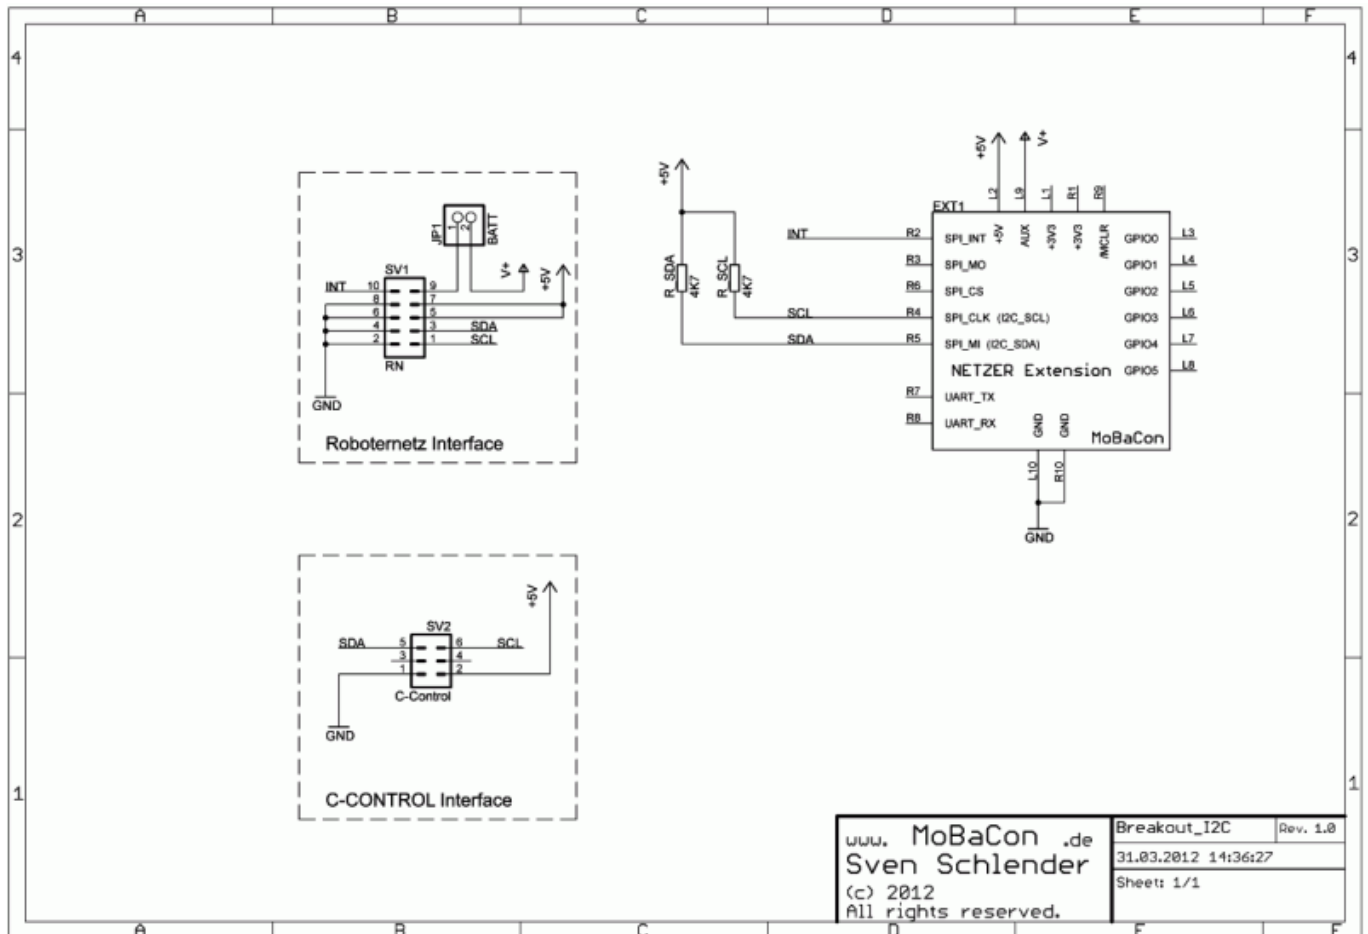 A B C D E F
4 4
+5V V+
L2 L9 L1 R1 R9
EXT1
+5V
+5V AUX +3V3 +3V3 /MCLR
INT R2 SPI_INT GPIO0 L3
R3 SPI_MO GPIO1 L4
R6 SPI_CS GPIO2 L5
SCL R4 SPI_CLK (I2C_SCL) GPIO3 L6
SDA R5 SPI_MI (I2C_SDA) GPIO4 L7
NETZER Extension GPIO5 L8
R7 UART_TX
R8 UART_RX
GND GND
MoBaCon
L10 R10
GND
R_SDA 4K7 R_SCL 4K7
3 3
JP1 1 2 BATT
SV1 V+ +5V
INT 10 9
8 7
6 5
4 3 SDA
2 1 SCL
RN
GND
Roboternetz Interface
2 2
+5V
SV2
SDA 5 6 SCL
3 4
1 2
C-Control
GND
C-CONTROL Interface
1 1
www. MoBaCon .de
Sven Schlender
(c) 2012
All rights reserved.
Breakout_I2C Rev. 1.0
31.03.2012 14:36:27
Sheet: 1/1
A B C D E F